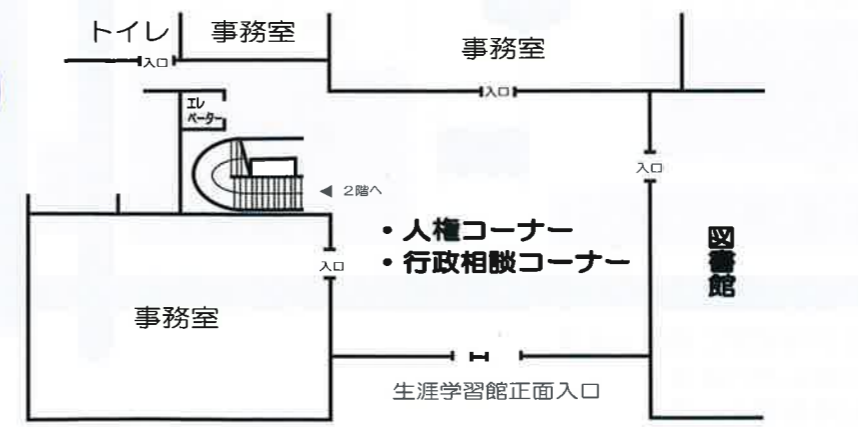 トイレ
事務室
事務室
入口
入口
エレ
ベーター
入口
◀ 2階へ
・人権コーナー
・行政相談コーナー
図書館
入口
事務室
生涯学習館正面入口